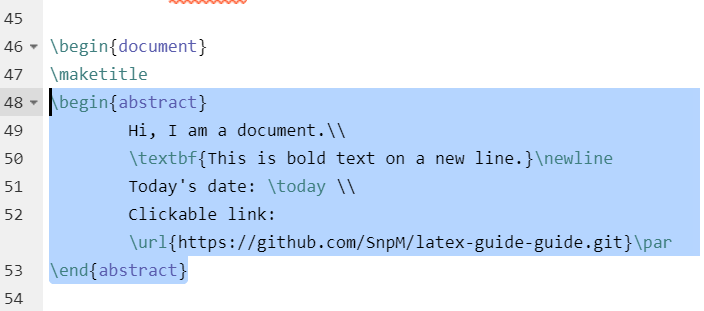 45
46 \begin{document}
47 \maketitle
48 \begin{abstract}
49 Hi, I am a document.\\
50 \textbf{This is bold text on a new line.}\newline
51 Today's date: \today \\
52 Clickable link:
\url{https://github.com/SnpM/latex-guide-guide.git}\par
53 \end{abstract}
54